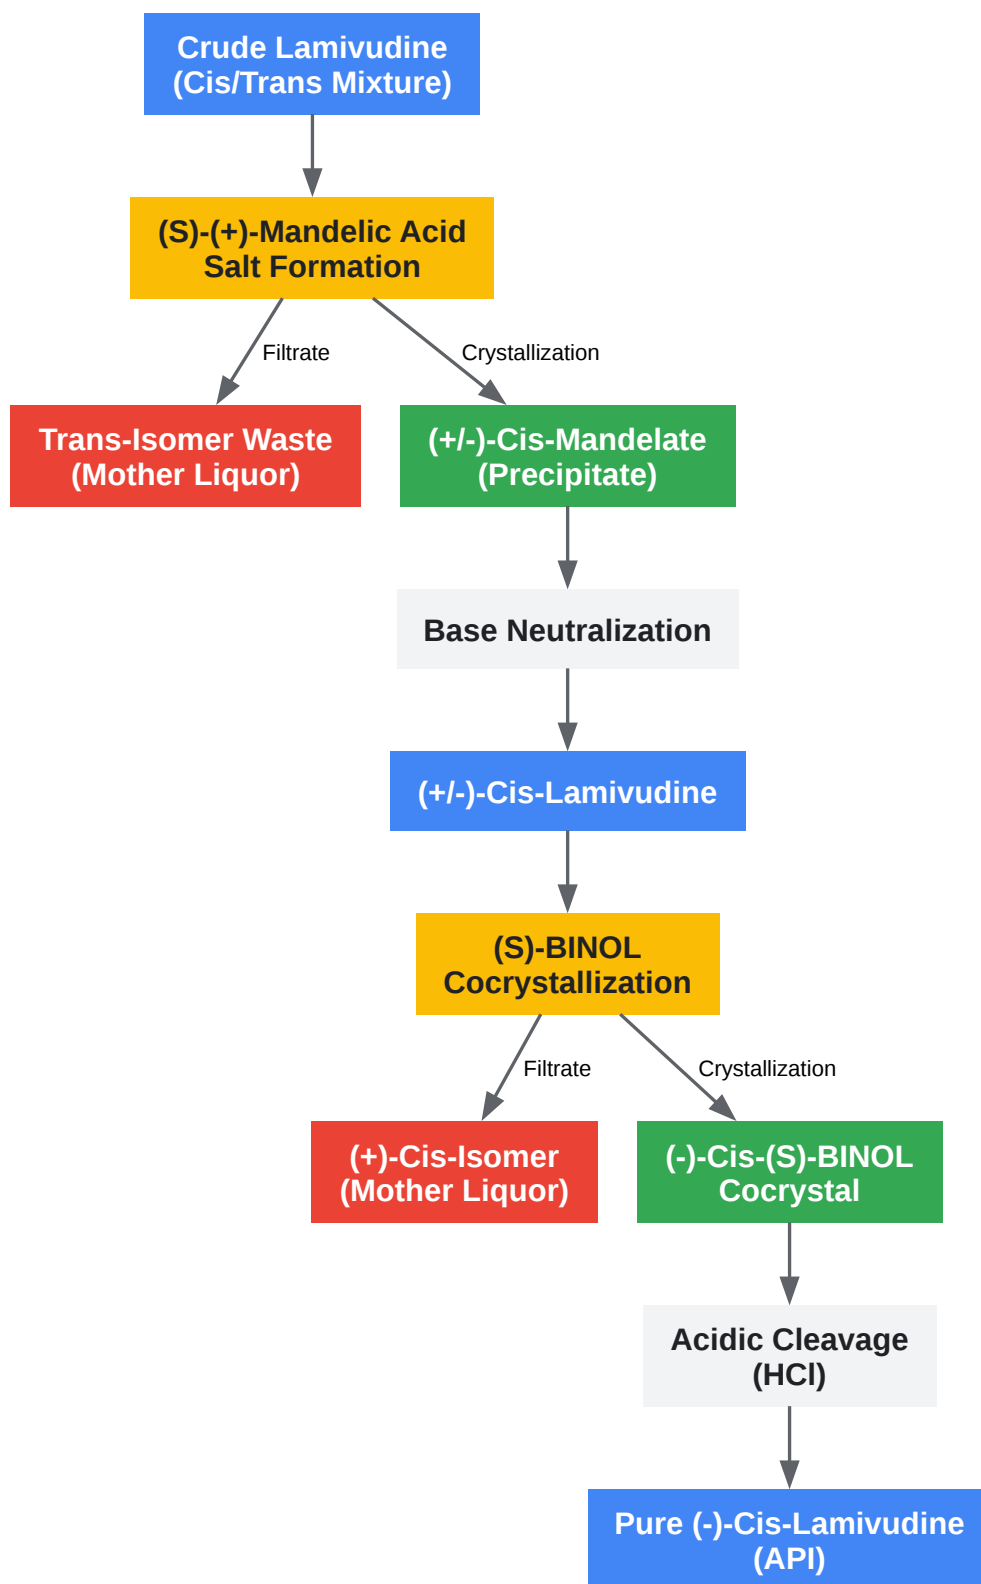 Crude Lamivudine
(Cis/Trans Mixture)
(S)-(+)-Mandelic Acid
Salt Formation
Filtrate
Crystallization
Trans-Isomer Waste
(Mother Liquor)
(+/-)-Cis-Mandelate
(Precipitate)
Base Neutralization
(+/-)-Cis-Lamivudine
(S)-BINOL
Cocrystallization
Filtrate
Crystallization
(+)-Cis-Isomer
(Mother Liquor)
(-)-Cis-(S)-BINOL
Cocrystal
Acidic Cleavage
(HCl)
Pure (-)-Cis-Lamivudine
(API)